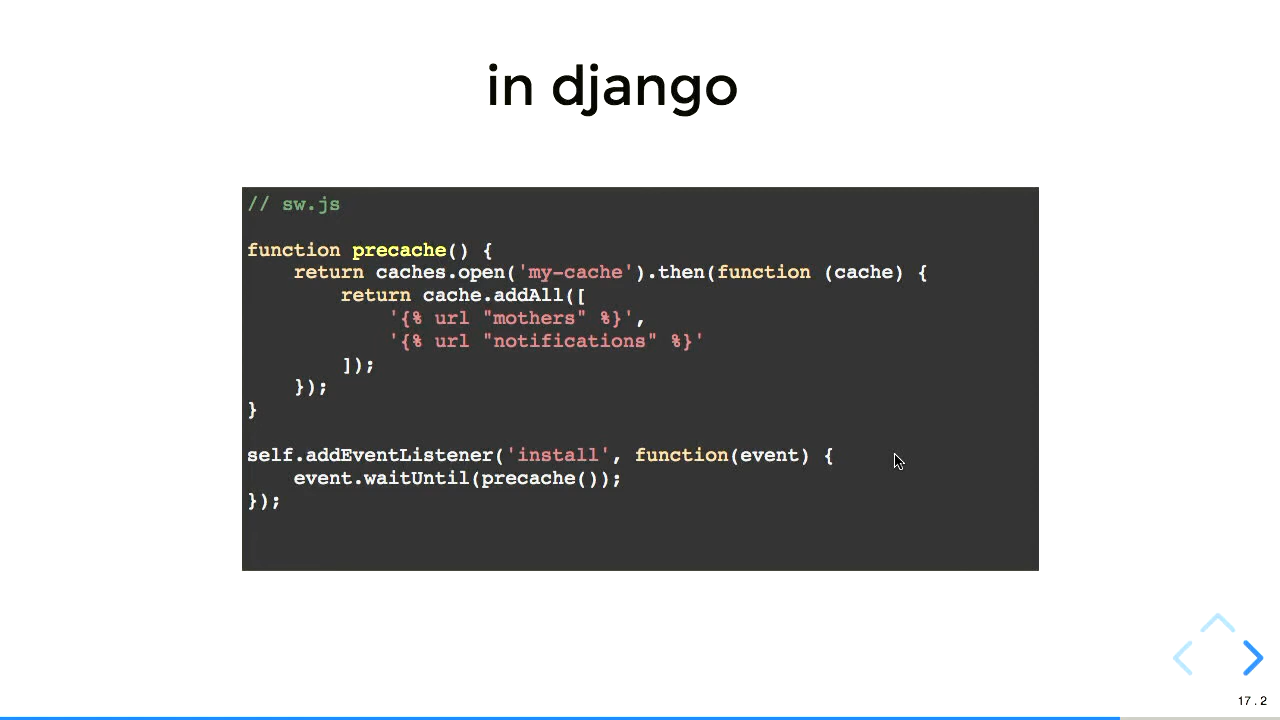 in django
// sw.js
function precache() {
    return caches.open('my-cache').then(function (cache) {
        return cache.addAll([
            '{% url "mothers" %}',
            '{% url "notifications" %}'
        ]);
    });
}
self.addEventListener('install', function(event) {
    event.waitUntil(precache());
});
17 . 2